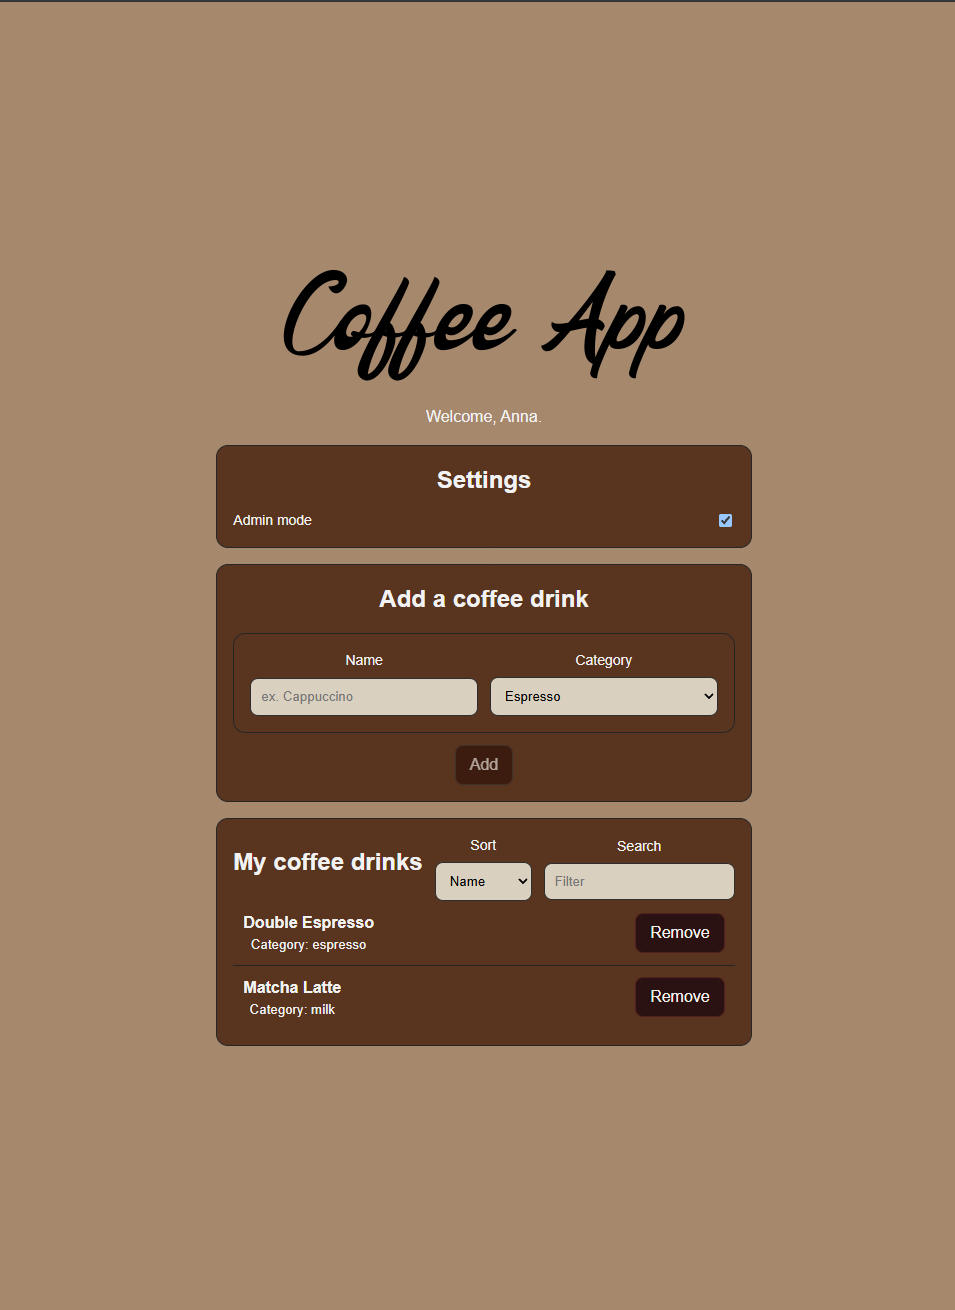 Coffee App
Welcome, Anna.
Settings
Admin mode
Add a coffee drink
Name
Category
ex. Cappuccino
Espresso
Add
My coffee drinks
Sort
Search
Name
Filter
Double Espresso
Category: espresso
Remove
Matcha Latte
Category: milk
Remove